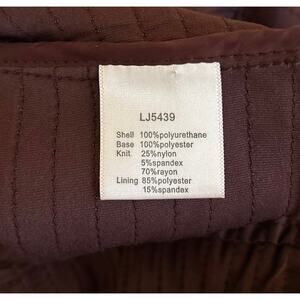 LJ5439
Shell 100%polyurethane
Base 100%polyester
Knit 25%nylon
5%spandex
70%rayon
Lining 85%polyester
15%spandex